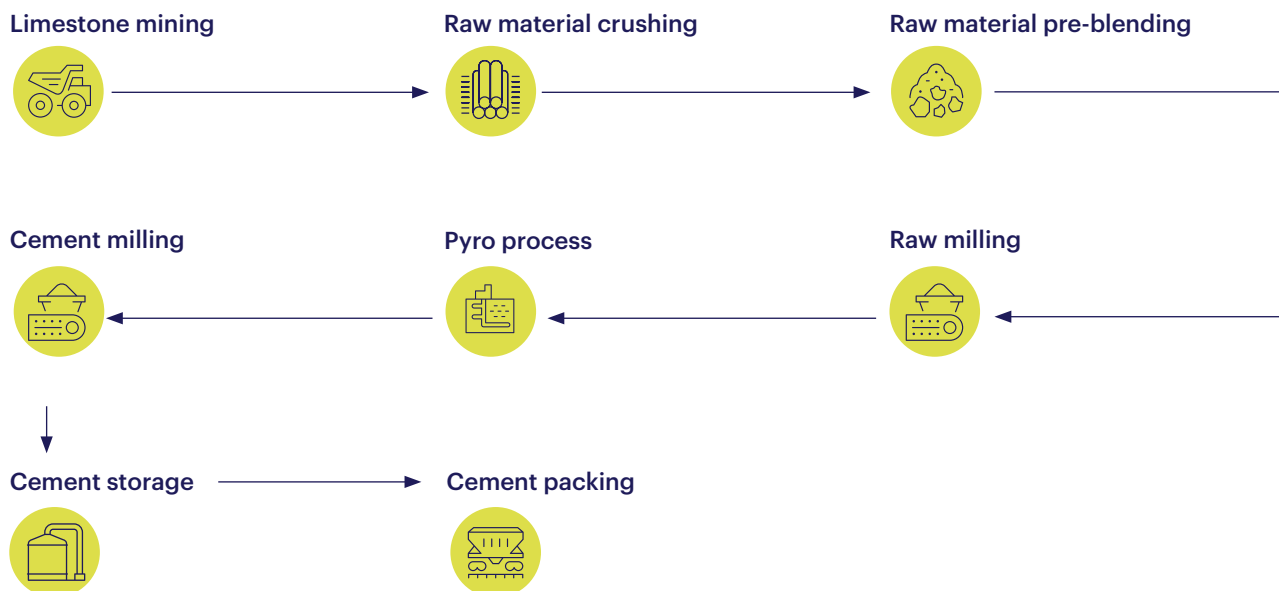 Limestone mining
Raw material crushing
Raw material pre-blending
Cement milling
Pyro process
Raw milling
Cement storage
Cement packing